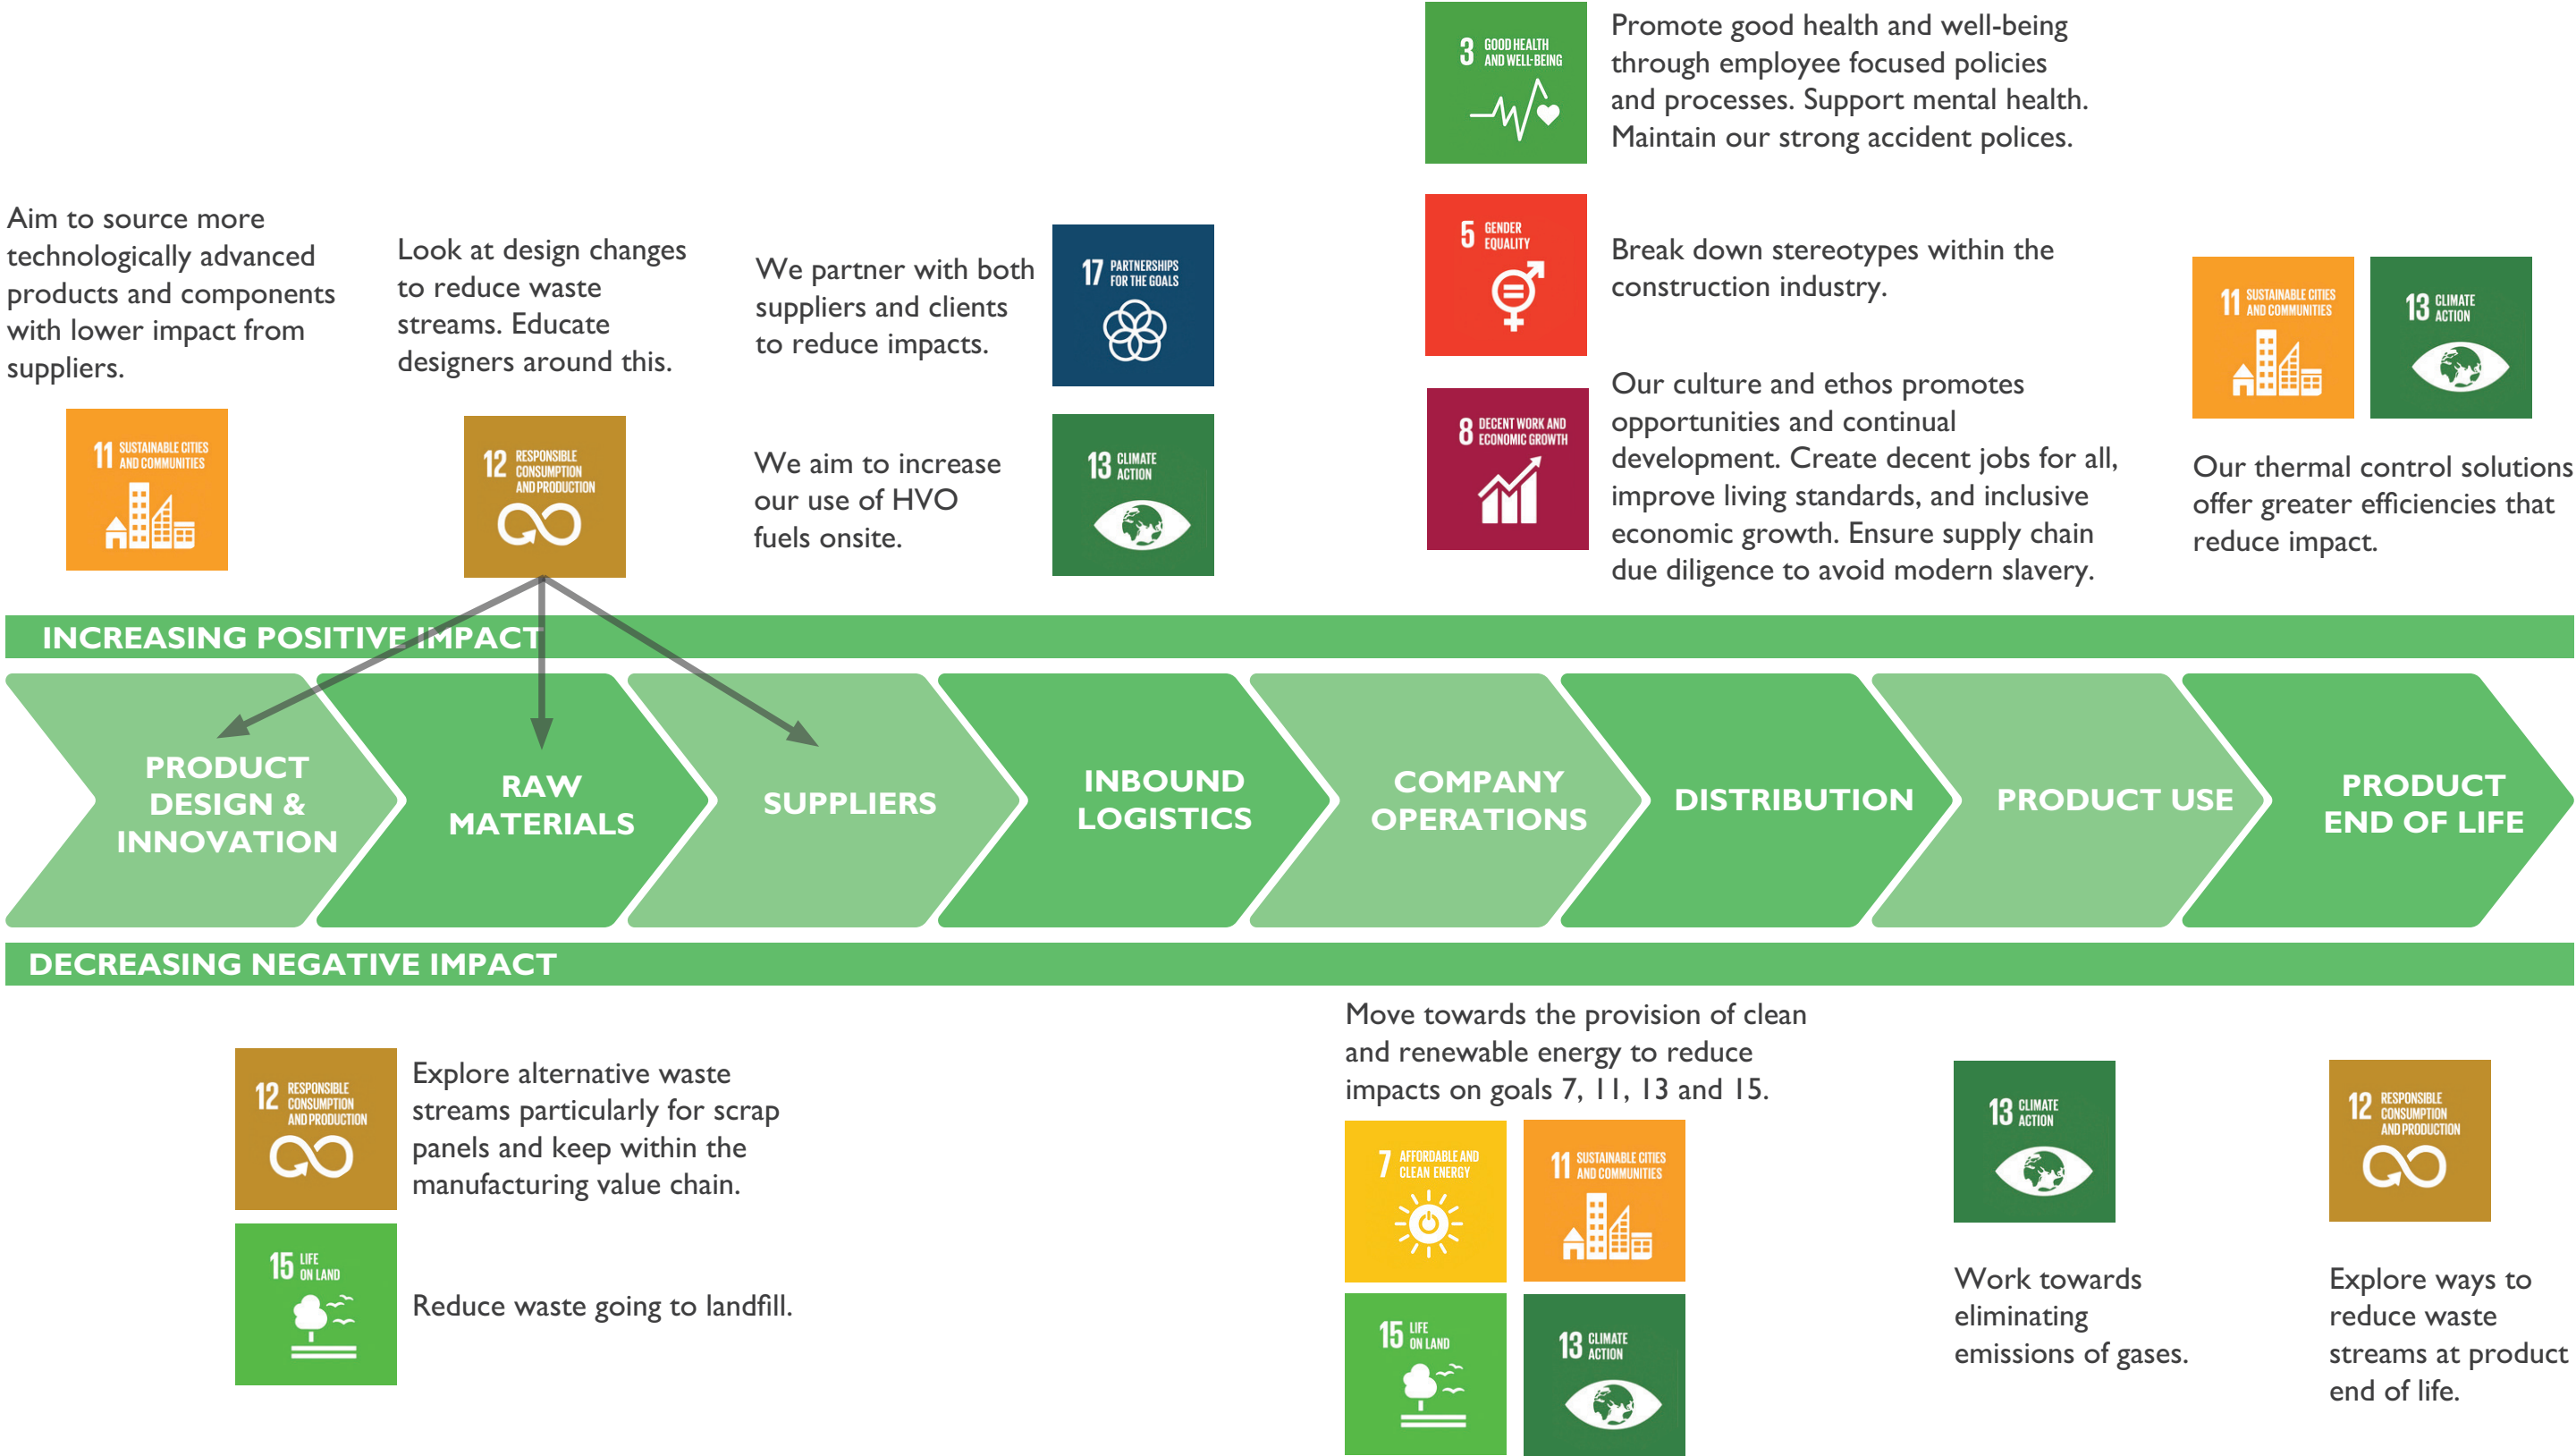 Aim to source more
technologically advanced
products and components
with lower impact from
suppliers.
11 SUSTAINABLE CITIES
AND COMMUNITIES
Look at design changes
to reduce waste
streams. Educate
designers around this.
12 RESPONSIBLE
CONSUMPTION
AND PRODUCTION
We partner with both
suppliers and clients
to reduce impacts.
17 PARTNERSHIPS
FOR THE GOALS
We aim to increase
our use of HVO
fuels onsite.
13 CLIMATE
ACTION
3 GOOD HEALTH
AND WELL-BEING
Promote good health and well-being
through employee focused policies
and processes. Support mental health.
Maintain our strong accident polices.
5 GENDER
EQUALITY
Break down stereotypes within the
construction industry.
8 DECENT WORK AND
ECONOMIC GROWTH
Our culture and ethos promotes
opportunities and continual
development. Create decent jobs for all,
improve living standards, and inclusive
economic growth. Ensure supply chain
due diligence to avoid modern slavery.
11 SUSTAINABLE CITIES
AND COMMUNITIES
13 CLIMATE
ACTION
Our thermal control solutions
offer greater efficiencies that
reduce impact.
INCREASING POSITIVE IMPACT
PRODUCT
DESIGN &
INNOVATION
RAW
MATERIALS
SUPPLIERS
INBOUND
LOGISTICS
COMPANY
OPERATIONS
DISTRIBUTION
PRODUCT USE
PRODUCT
END OF LIFE
DECREASING NEGATIVE IMPACT
12 RESPONSIBLE
CONSUMPTION
AND PRODUCTION
Explore alternative waste
streams particularly for scrap
panels and keep within the
manufacturing value chain.
15 LIFE
ON LAND
Reduce waste going to landfill.
Move towards the provision of clean
and renewable energy to reduce
impacts on goals 7, 11, 13 and 15.
7 AFFORDABLE AND
CLEAN ENERGY
11 SUSTAINABLE CITIES
AND COMMUNITIES
15 LIFE
ON LAND
13 CLIMATE
ACTION
13 CLIMATE
ACTION
Work towards
eliminating
emissions of gases.
12 RESPONSIBLE
CONSUMPTION
AND PRODUCTION
Explore ways to
reduce waste
streams at product
end of life.